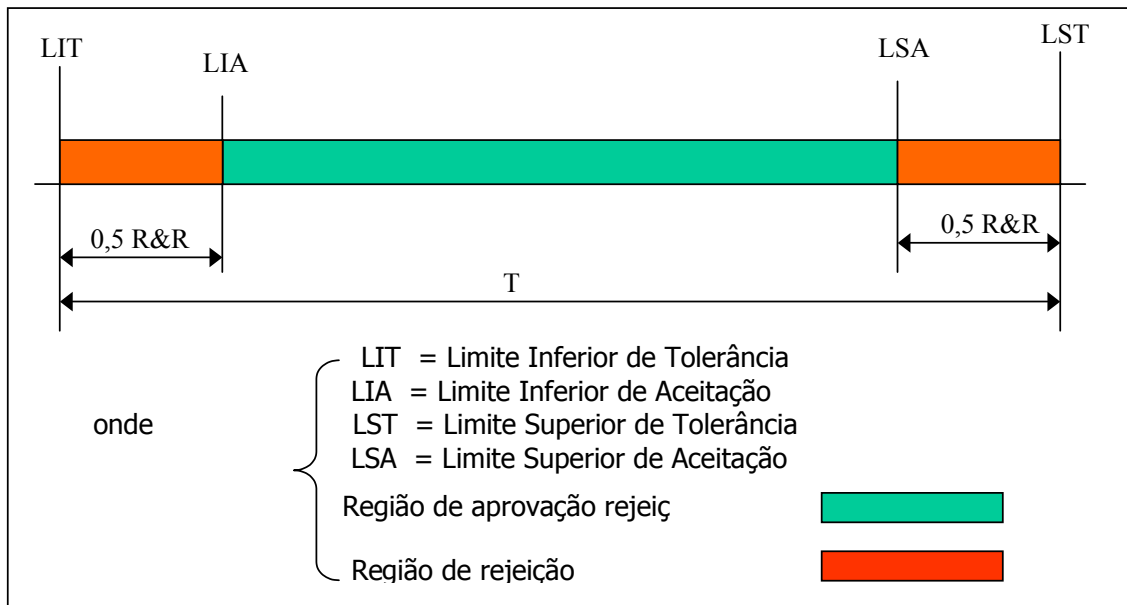 LIT
LIA
LSA
LST
0,5 R&R
0,5 R&R
T
LIT = Limite Inferior de Tolerância
LIA = Limite Inferior de Aceitação
onde
LST = Limite Superior de Tolerância
LSA = Limite Superior de Aceitação
Região de aprovação rejeiç
Região de rejeição